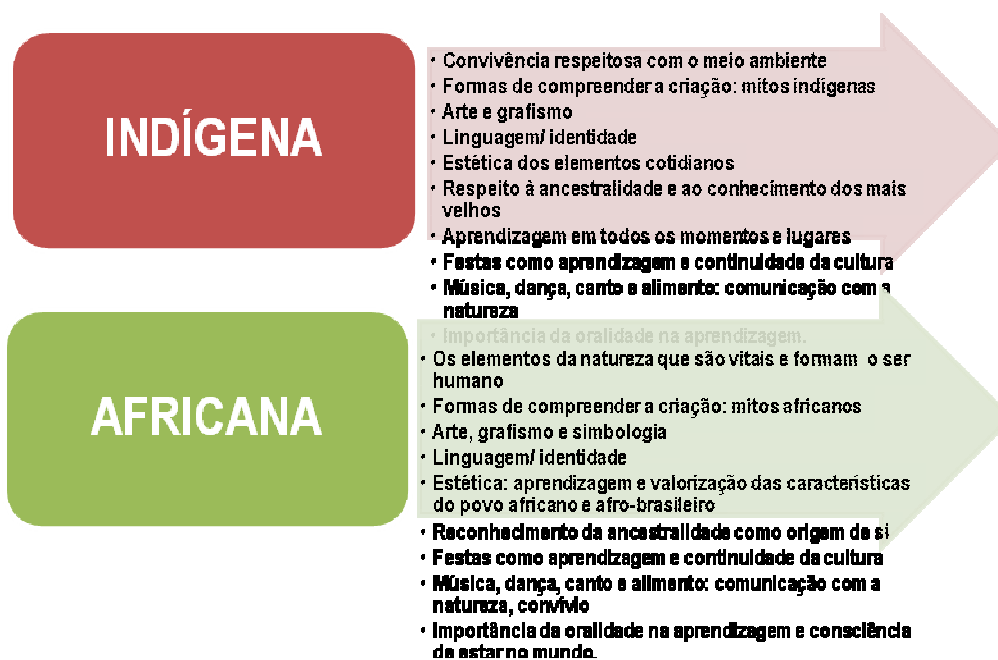 INDÍGENA
• Convivência respeitosa com o meio ambiente
• Formas de compreender a criação: mitos indígenas
• Arte e grafismo
• Linguagem/ identidade
• Estética dos elementos cotidianos
• Respeito à ancestralidade e ao conhecimento dos mais
velhos
• Aprendizagem em todos os momentos e lugares
• Festas como aprendizagem e continuidade da cultura
• Música, dança, canto e alimento: comunicação com a
natureza
• Importância da oralidade na aprendizagem.
AFRICANA
• Os elementos da natureza que são vitais e formam o ser
humano
• Formas de compreender a criação: mitos africanos
• Arte, grafismo e simbologia
• Linguagem/ identidade
• Estética: aprendizagem e valorização das características
do povo africano e afro-brasileiro
• Reconhecimento da ancestralidade como origem de si
• Festas como aprendizagem e continuidade da cultura
• Música, dança, canto e alimento: comunicação com a
natureza, convívio
• Importância da oralidade na aprendizagem e consciência
de estar no mundo.